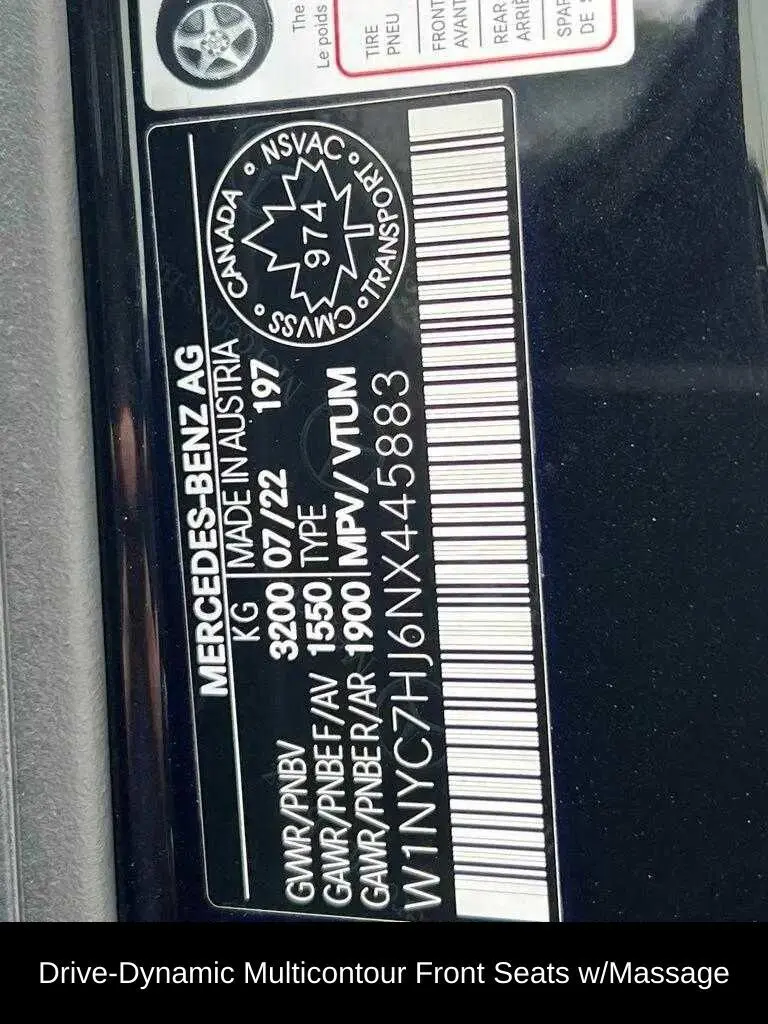 The
Le poids
TIRE
PNEU
FRONT
AVANT
REAR
ARRIÈ
SPAR
DE S
MERCEDES-BENZ AG
KG MADE IN AUSTRIA
GVWR/PNBV 3200 07/22 197
GAWR/PNBE F/AV 1550 TYPE
GAWR/PNBE R/AR 1900 MPV/VTUM
W1NYC7HJ6NX445883
CANADA NSVAC TRANSPORT CMVSS
974
Drive-Dynamic Multicontour Front Seats w/Massage